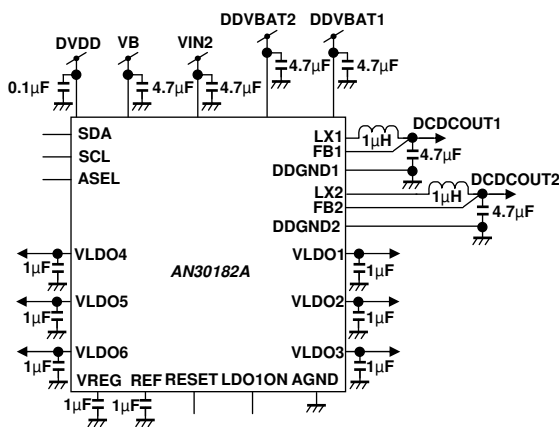 DDVBAT2 DDVBAT1
DVDD VB VIN2
0.1µF 4.7µF 4.7µF 4.7µF 4.7µF
SDA
SCL
ASEL
LX1
FB1
DDGND1
LX2
FB2
DDGND2
1µH
DCDCOUT1
4.7µF
DCDCOUT2
1µH
4.7µF
VLDO4
1µF
AN30182A
VLDO1
1µF
VLDO5
1µF
VLDO2
1µF
VLDO6
1µF
VLDO3
1µF
VREG REF RESET LDO1ON AGND
1µF 1µF